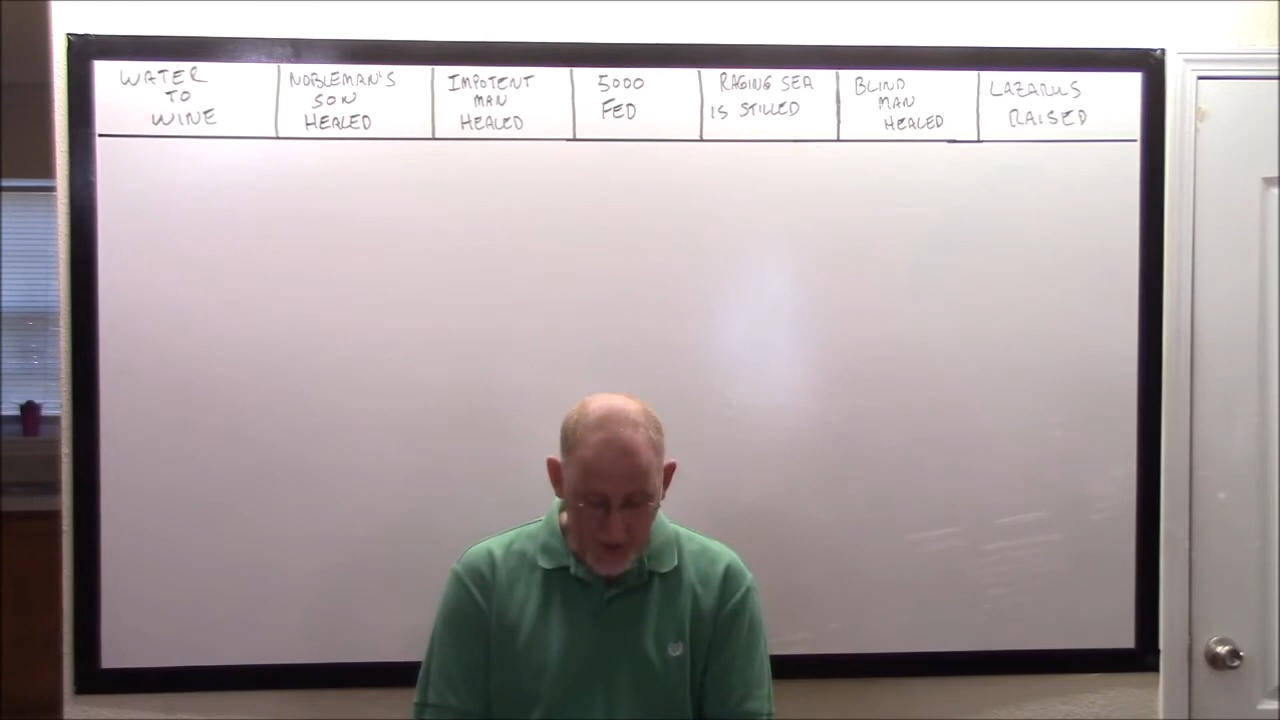 WATER
TO
WINE
NOBLEMAN'S
SON
HEALED
IMPOTENT
MAN
HEALED
5000
FED
RAGING SEA
IS STILLED
BLIND
MAN
HEALED
LAZARUS
RAISED